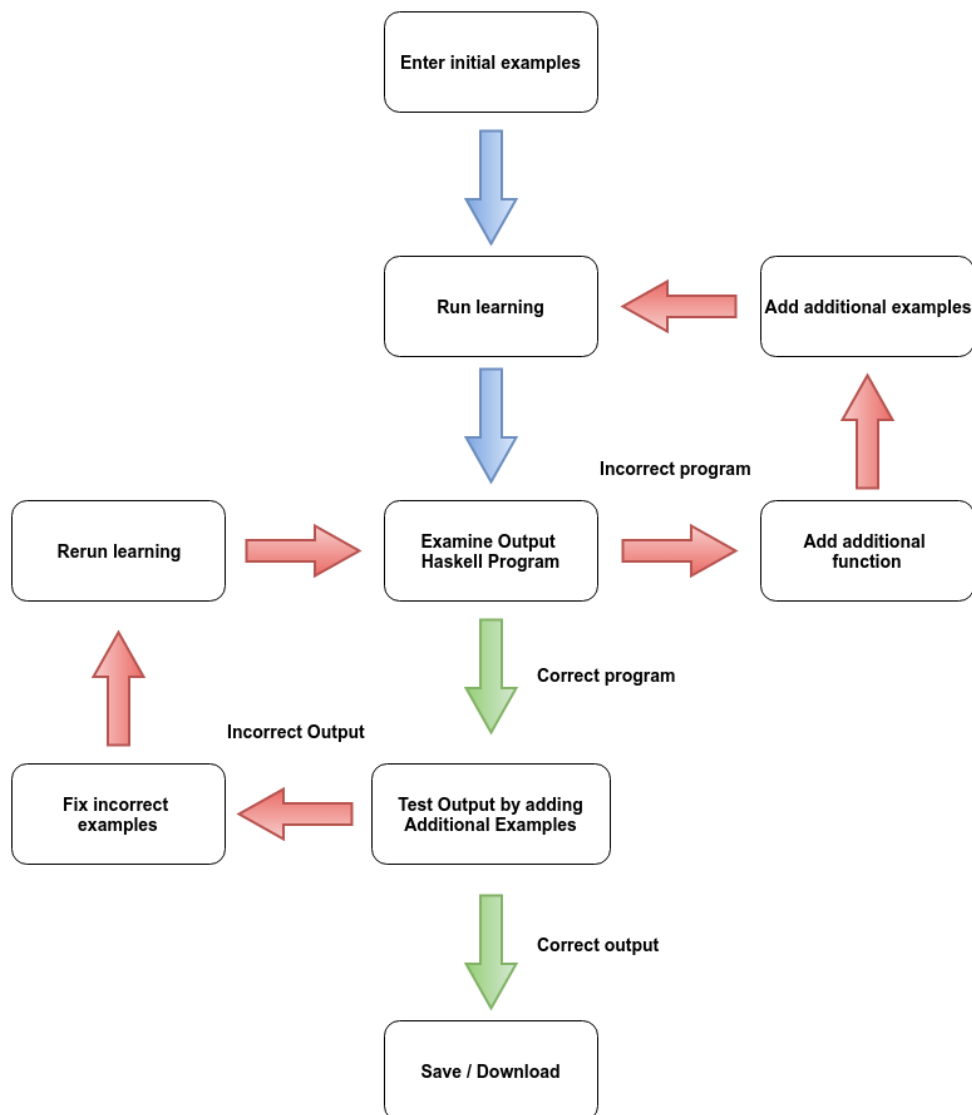 Enter initial examples
Run learning
Add additional examples
Incorrect program
Rerun learning
Examine Output
Haskell Program
Add additional
function
Correct program
Incorrect Output
Fix incorrect
examples
Test Output by adding
Additional Examples
Correct output
Save / Download